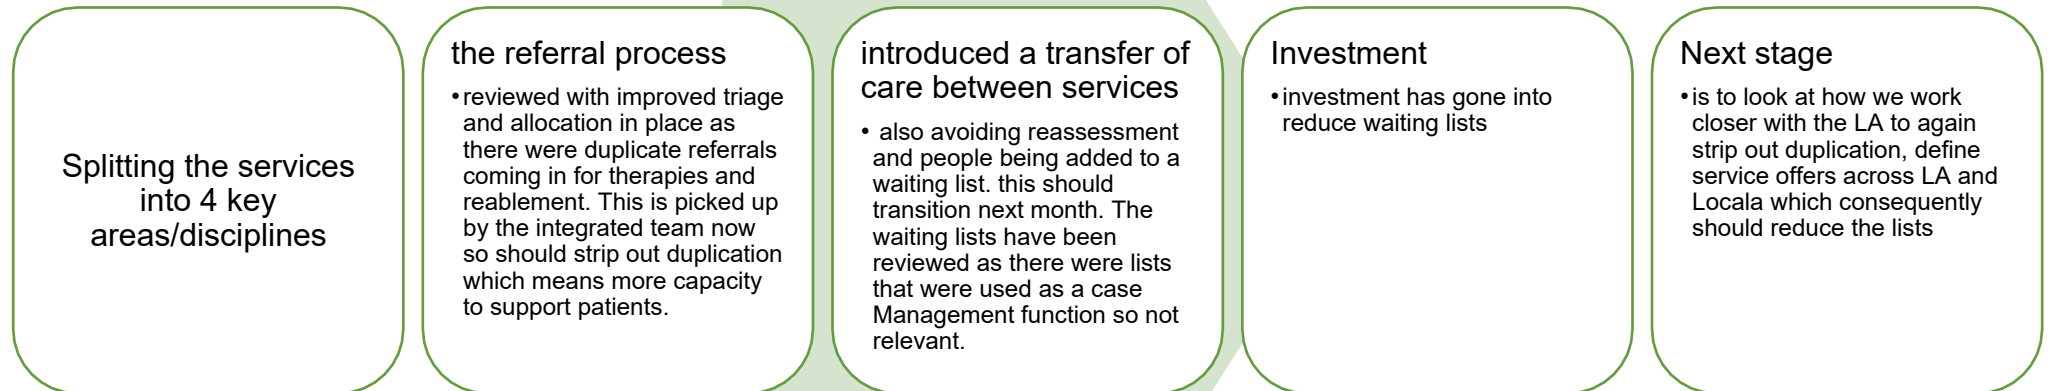 Splitting the services
into 4 key
areas/disciplines
the referral process
•reviewed with improved triage
and allocation in place as
there were duplicate referrals
coming in for therapies and
reablement. This is picked up
by the integrated team now
so should strip out duplication
which means more capacity
to support patients.
introduced a transfer of
care between services
• also avoiding reassessment
and people being added to a
waiting list. this should
transition next month. The
waiting lists have been
reviewed as there were lists
that were used as a case
Management function so not
relevant.
Investment
•investment has gone into
reduce waiting lists
Next stage
•is to look at how we work
closer with the LA to again
strip out duplication, define
service offers across LA and
Locala which consequently
should reduce the lists